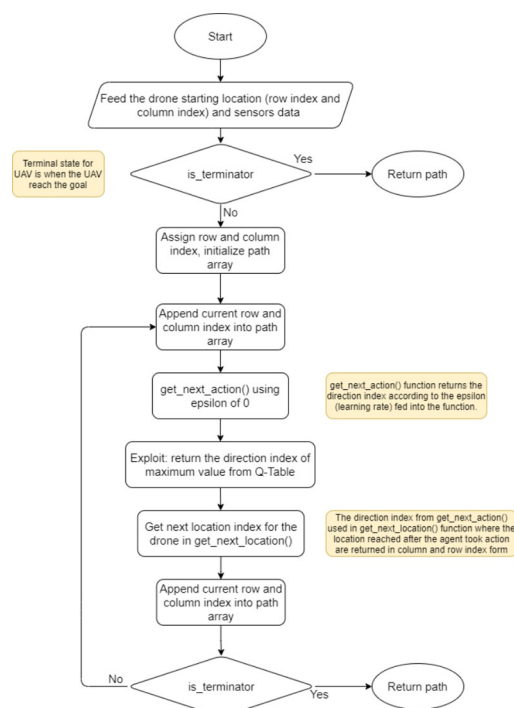 Start
Feed the drone starting location (row index and
column index) and sensors data
Terminal state for
UAV is when the UAV
reach the goal
is_terminator
Yes
Return path
No
Assign row and column
index, initialize path
array
Append current row and
column index into path
array
get_next_action() using
epsilon of 0
get_next_action() function returns the
direction index according to the epsilon
(learning rate) fed into the function.
Exploit: return the direction index of
maximum value from Q-Table
Get next location index for the
drone in get_next_location()
The direction index from get_next_action()
used in get_next_location() function where the
location reached after the agent took action
are returned in column and row index form
Append current row and
column index into path
array
No
is_terminator
Yes
Return path